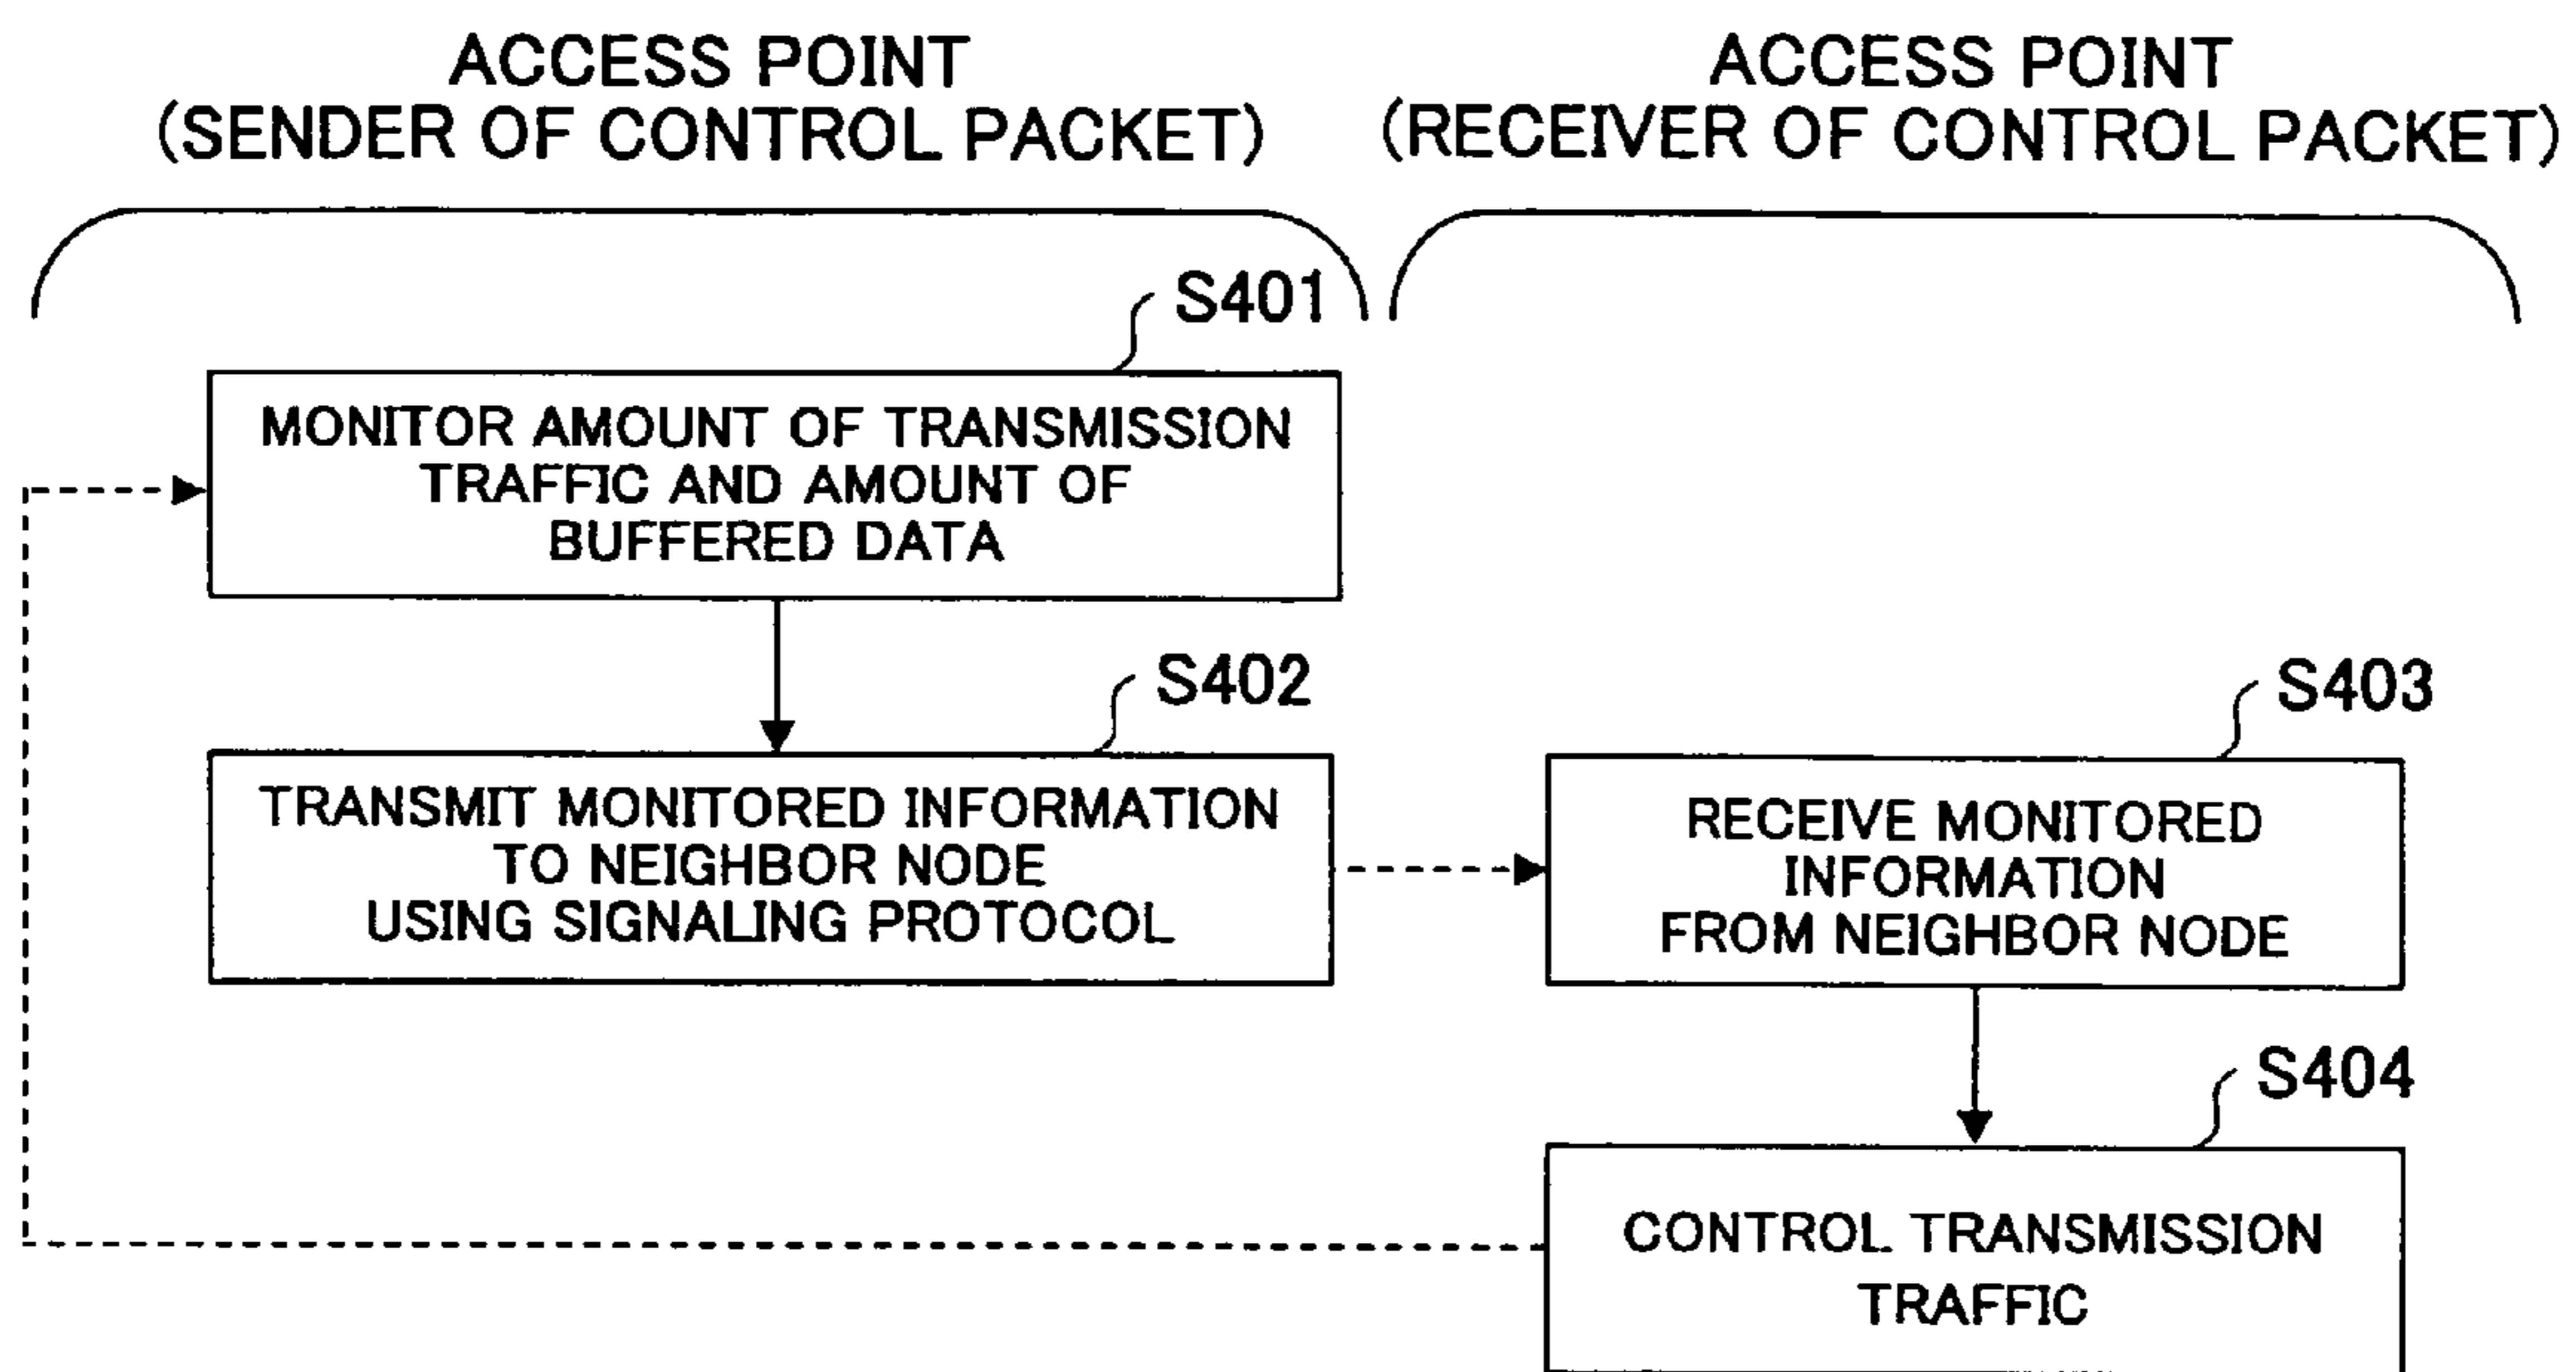 ACCESS POINT
(SENDER OF CONTROL PACKET)
ACCESS POINT
(RECEIVER OF CONTROL PACKET)
S401
MONITOR AMOUNT OF TRANSMISSION
TRAFFIC AND AMOUNT OF
BUFFERED DATA
S402
TRANSMIT MONITORED INFORMATION
TO NEIGHBOR NODE
USING SIGNALING PROTOCOL
S403
RECEIVE MONITORED
INFORMATION
FROM NEIGHBOR NODE
S404
CONTROL TRANSMISSION
TRAFFIC